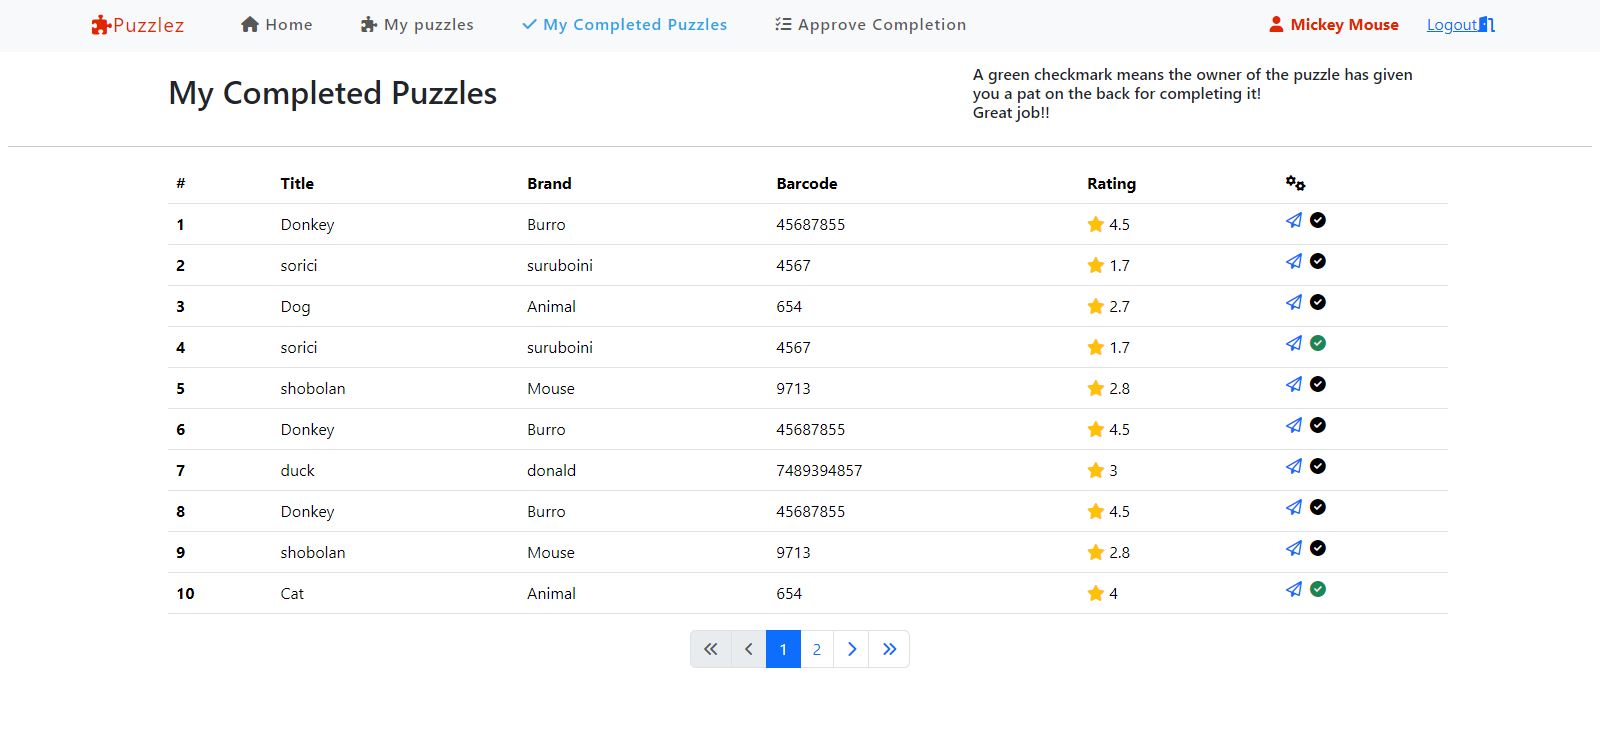 Puzzlez Home My puzzles My Completed Puzzles Approve Completion Mickey Mouse Logout
My Completed Puzzles
A green checkmark means the owner of the puzzle has given
you a pat on the back for completing it!
Great job!!
# Title Brand Barcode Rating
1 Donkey Burro 45687855 4.5
2 sorici suruboini 4567 1.7
3 Dog Animal 654 2.7
4 sorici suruboini 4567 1.7
5 shobolan Mouse 9713 2.8
6 Donkey Burro 45687855 4.5
7 duck donald 7489394857 3
8 Donkey Burro 45687855 4.5
9 shobolan Mouse 9713 2.8
10 Cat Animal 654 4
« ‹ 1 2 › »